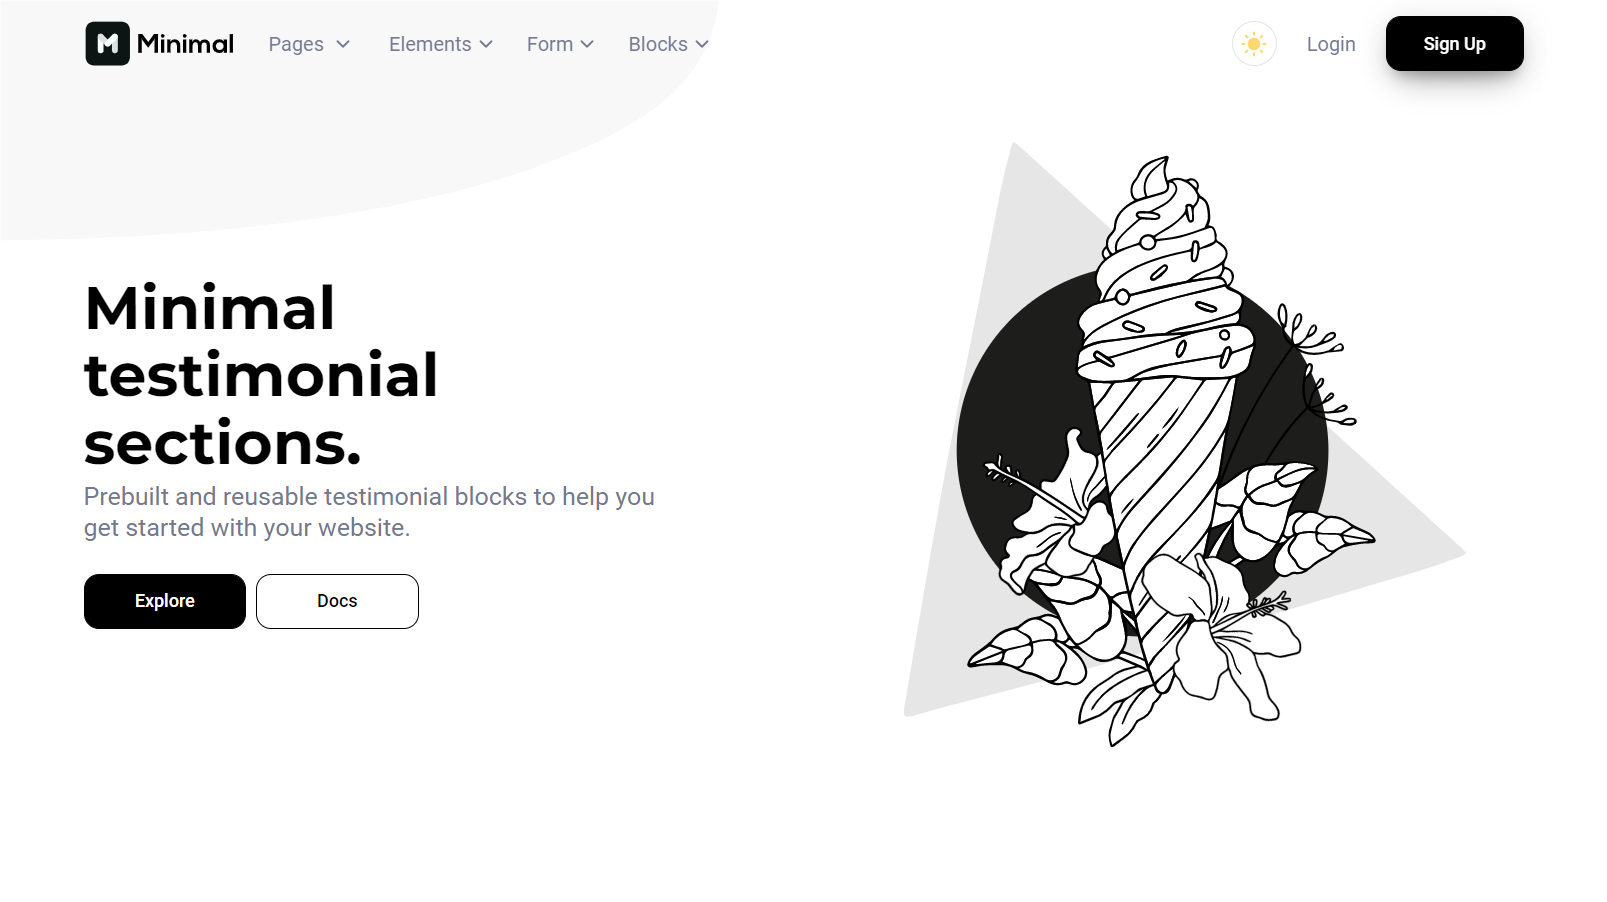 Minimal Pages Elements Form Blocks Login Sign Up
Minimal
testimonial
sections.
Prebuilt and reusable testimonial blocks to help you
get started with your website.
Explore Docs